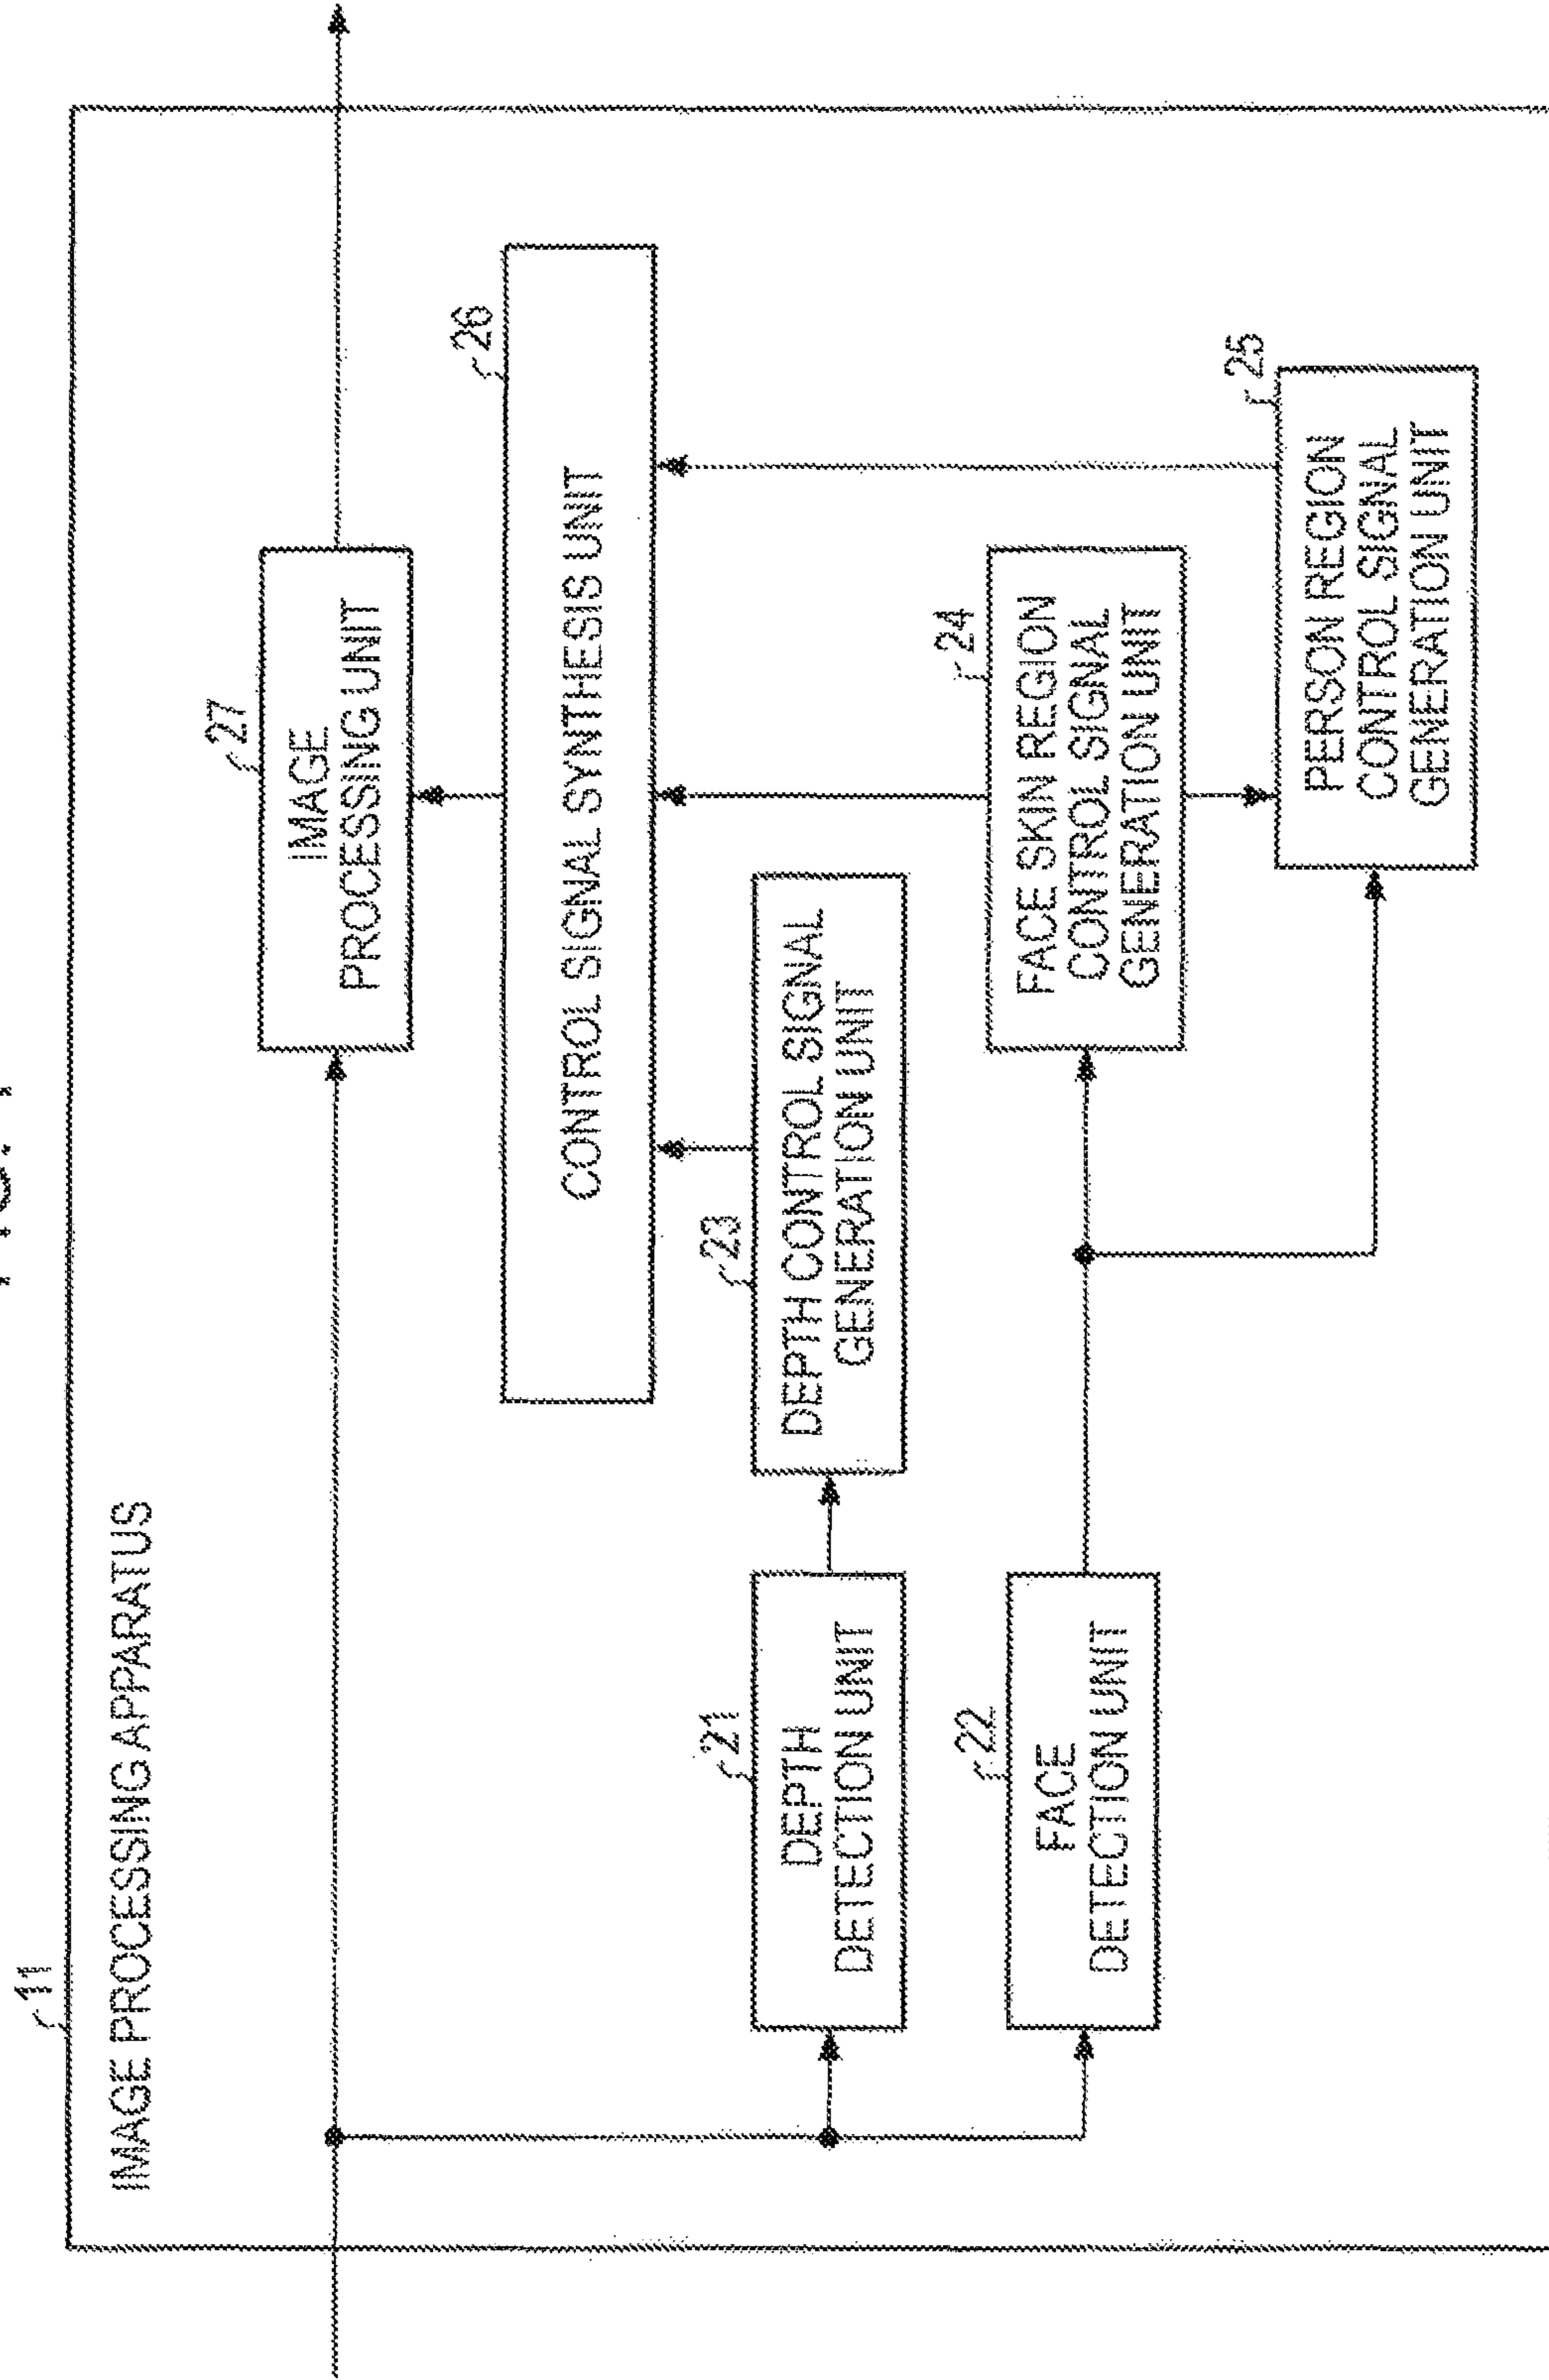 11
IMAGE PROCESSING APPARATUS
27
IMAGE
PROCESSING UNIT
26
CONTROL SIGNAL SYNTHESIS UNIT
21
DEPTH
DETECTION UNIT
23
DEPTH CONTROL SIGNAL
GENERATION UNIT
22
FACE
DETECTION UNIT
24
FACE SKIN REGION
CONTROL SIGNAL
GENERATION UNIT
25
PERSON REGION
CONTROL SIGNAL
GENERATION UNIT